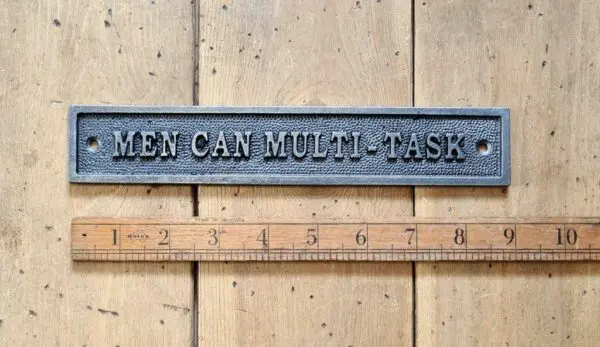 MEN CAN MULTI-TASK
1 2 3 4 5 6 7 8 9 10